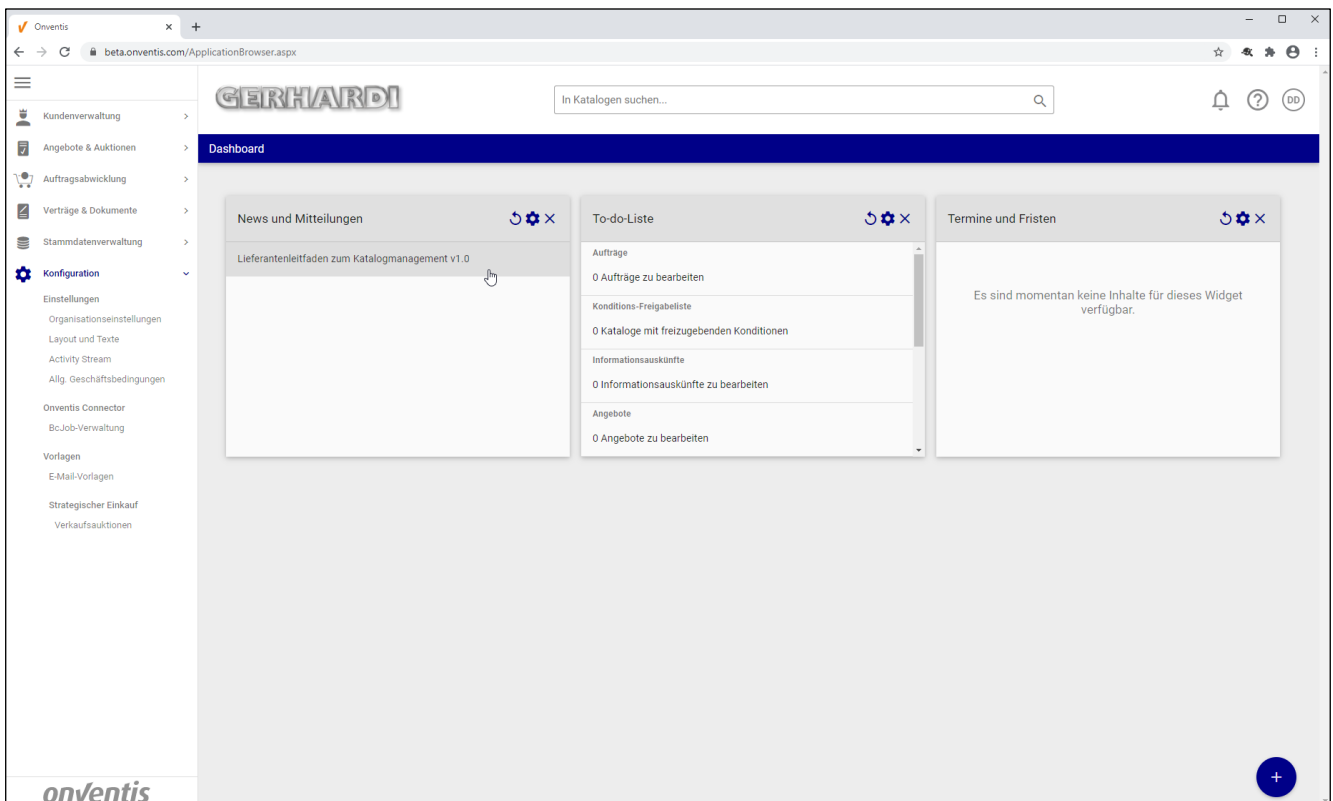 Onventis
beta.onventis.com/ApplicationBrowser.aspx
GERHARDI
In Katalogen suchen...
DD
Kundenverwaltung
Angebote & Auktionen
Auftragsabwicklung
Verträge & Dokumente
Stammdatenverwaltung
Konfiguration
Einstellungen
Organisationseinstellungen
Layout und Texte
Activity Stream
Allg. Geschäftsbedingungen
Onventis Connector
BcJob-Verwaltung
Vorlagen
E-Mail-Vorlagen
Strategischer Einkauf
Verkaufsauktionen
onventis
Dashboard
News und Mitteilungen
Lieferantenleitfaden zum Katalogmanagement v1.0
To-do-Liste
Aufträge
0 Aufträge zu bearbeiten
Konditions-Freigabeliste
0 Kataloge mit freizugebenden Konditionen
Informationsauskünfte
0 Informationsauskünfte zu bearbeiten
Angebote
0 Angebote zu bearbeiten
Termine und Fristen
Es sind momentan keine Inhalte für dieses Widget
verfügbar.